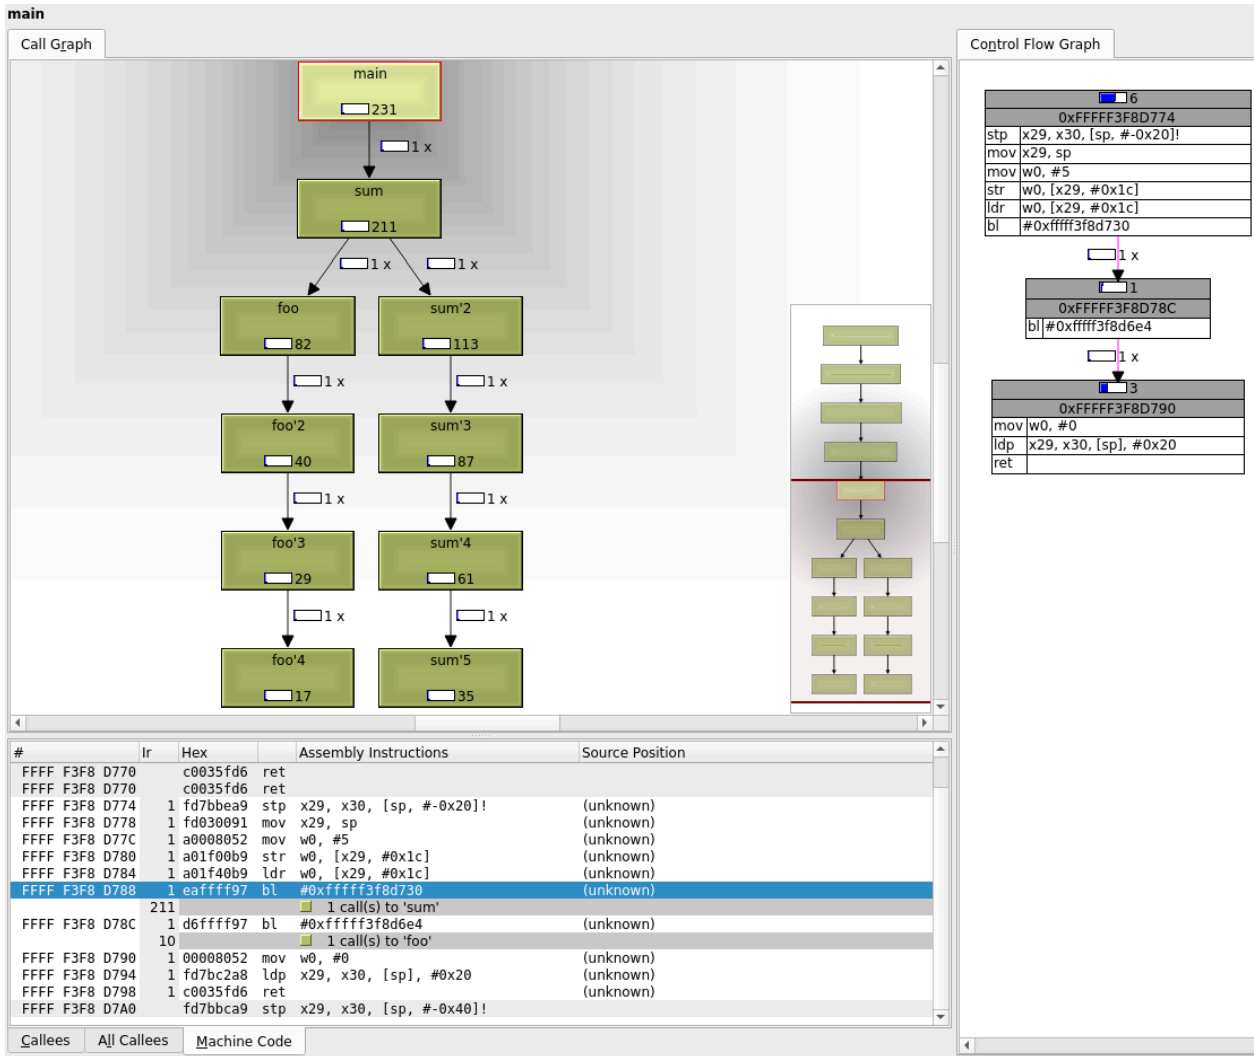 main
Call Graph
main
231
1 x
sum
211
1 x
1 x
foo
82
sum'2
113
1 x
1 x
foo'2
40
sum'3
87
1 x
1 x
foo'3
29
sum'4
61
1 x
1 x
foo'4
17
sum'5
35
Control Flow Graph
6
0xFFFFF3F8D774
stp x29, x30, [sp, #-0x20]!
mov x29, sp
mov w0, #5
str w0, [x29, #0x1c]
ldr w0, [x29, #0x1c]
bl #0xfffff3f8d730
1 x
1
0xFFFFF3F8D78C
bl #0xfffff3f8d6e4
1 x
3
0xFFFFF3F8D790
mov w0, #0
ldp x29, x30, [sp], #0x20
ret
# Ir Hex Assembly Instructions Source Position
FFFF F3F8 D770 c0035fd6 ret
FFFF F3F8 D770 c0035fd6 ret
FFFF F3F8 D774 1 fd7bbea9 stp x29, x30, [sp, #-0x20]! (unknown)
FFFF F3F8 D778 1 fd030091 mov x29, sp (unknown)
FFFF F3F8 D77C 1 a0008052 mov w0, #5 (unknown)
FFFF F3F8 D780 1 a01f00b9 str w0, [x29, #0x1c] (unknown)
FFFF F3F8 D784 1 a01f40b9 ldr w0, [x29, #0x1c] (unknown)
FFFF F3F8 D788 1 eaffff97 bl #0xfffff3f8d730 (unknown)
211 1 call(s) to 'sum'
FFFF F3F8 D78C 1 d6ffff97 bl #0xfffff3f8d6e4 (unknown)
10 1 call(s) to 'foo'
FFFF F3F8 D790 1 00008052 mov w0, #0 (unknown)
FFFF F3F8 D794 1 fd7bc2a8 ldp x29, x30, [sp], #0x20 (unknown)
FFFF F3F8 D798 1 c0035fd6 ret (unknown)
FFFF F3F8 D7A0 fd7bbca9 stp x29, x30, [sp, #-0x40]!
Callees All Callees Machine Code